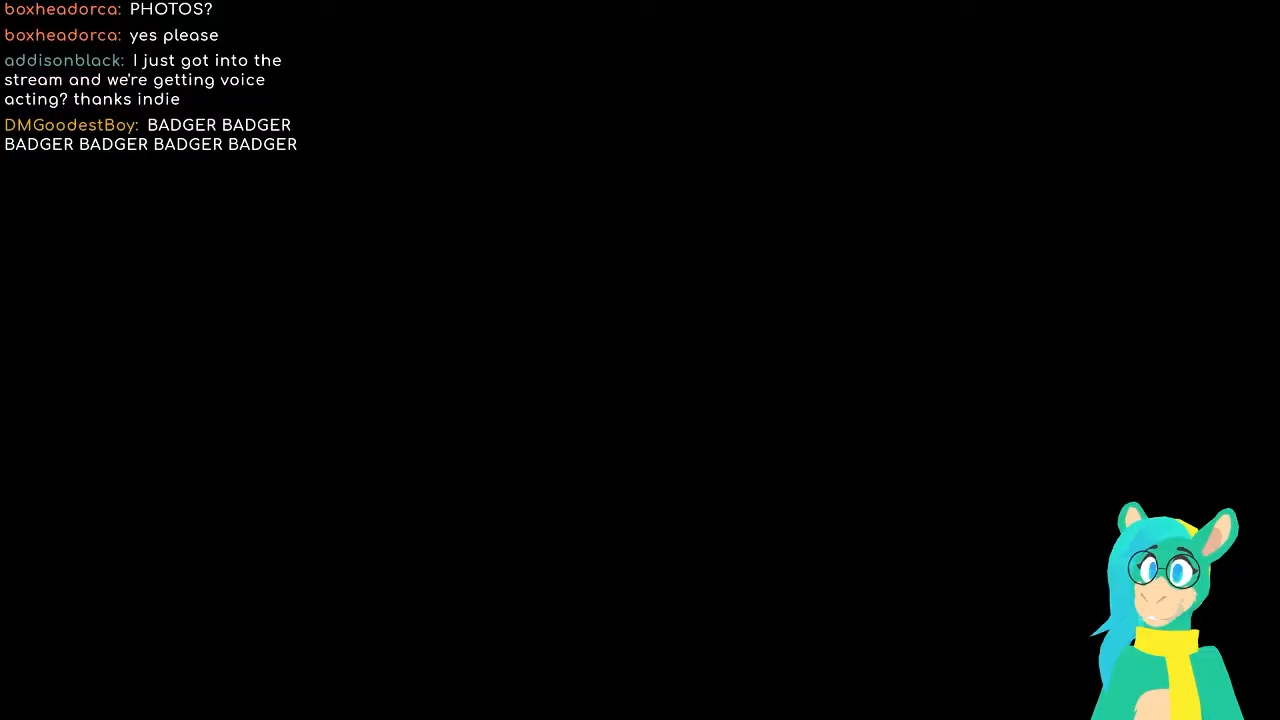 boxheadorca: PHOTOS?
boxheadorca: yes please
addisonblack: I just got into the
stream and we're getting voice
acting? thanks indie
DMGoodestBoy: BADGER BADGER
BADGER BADGER BADGER BADGER